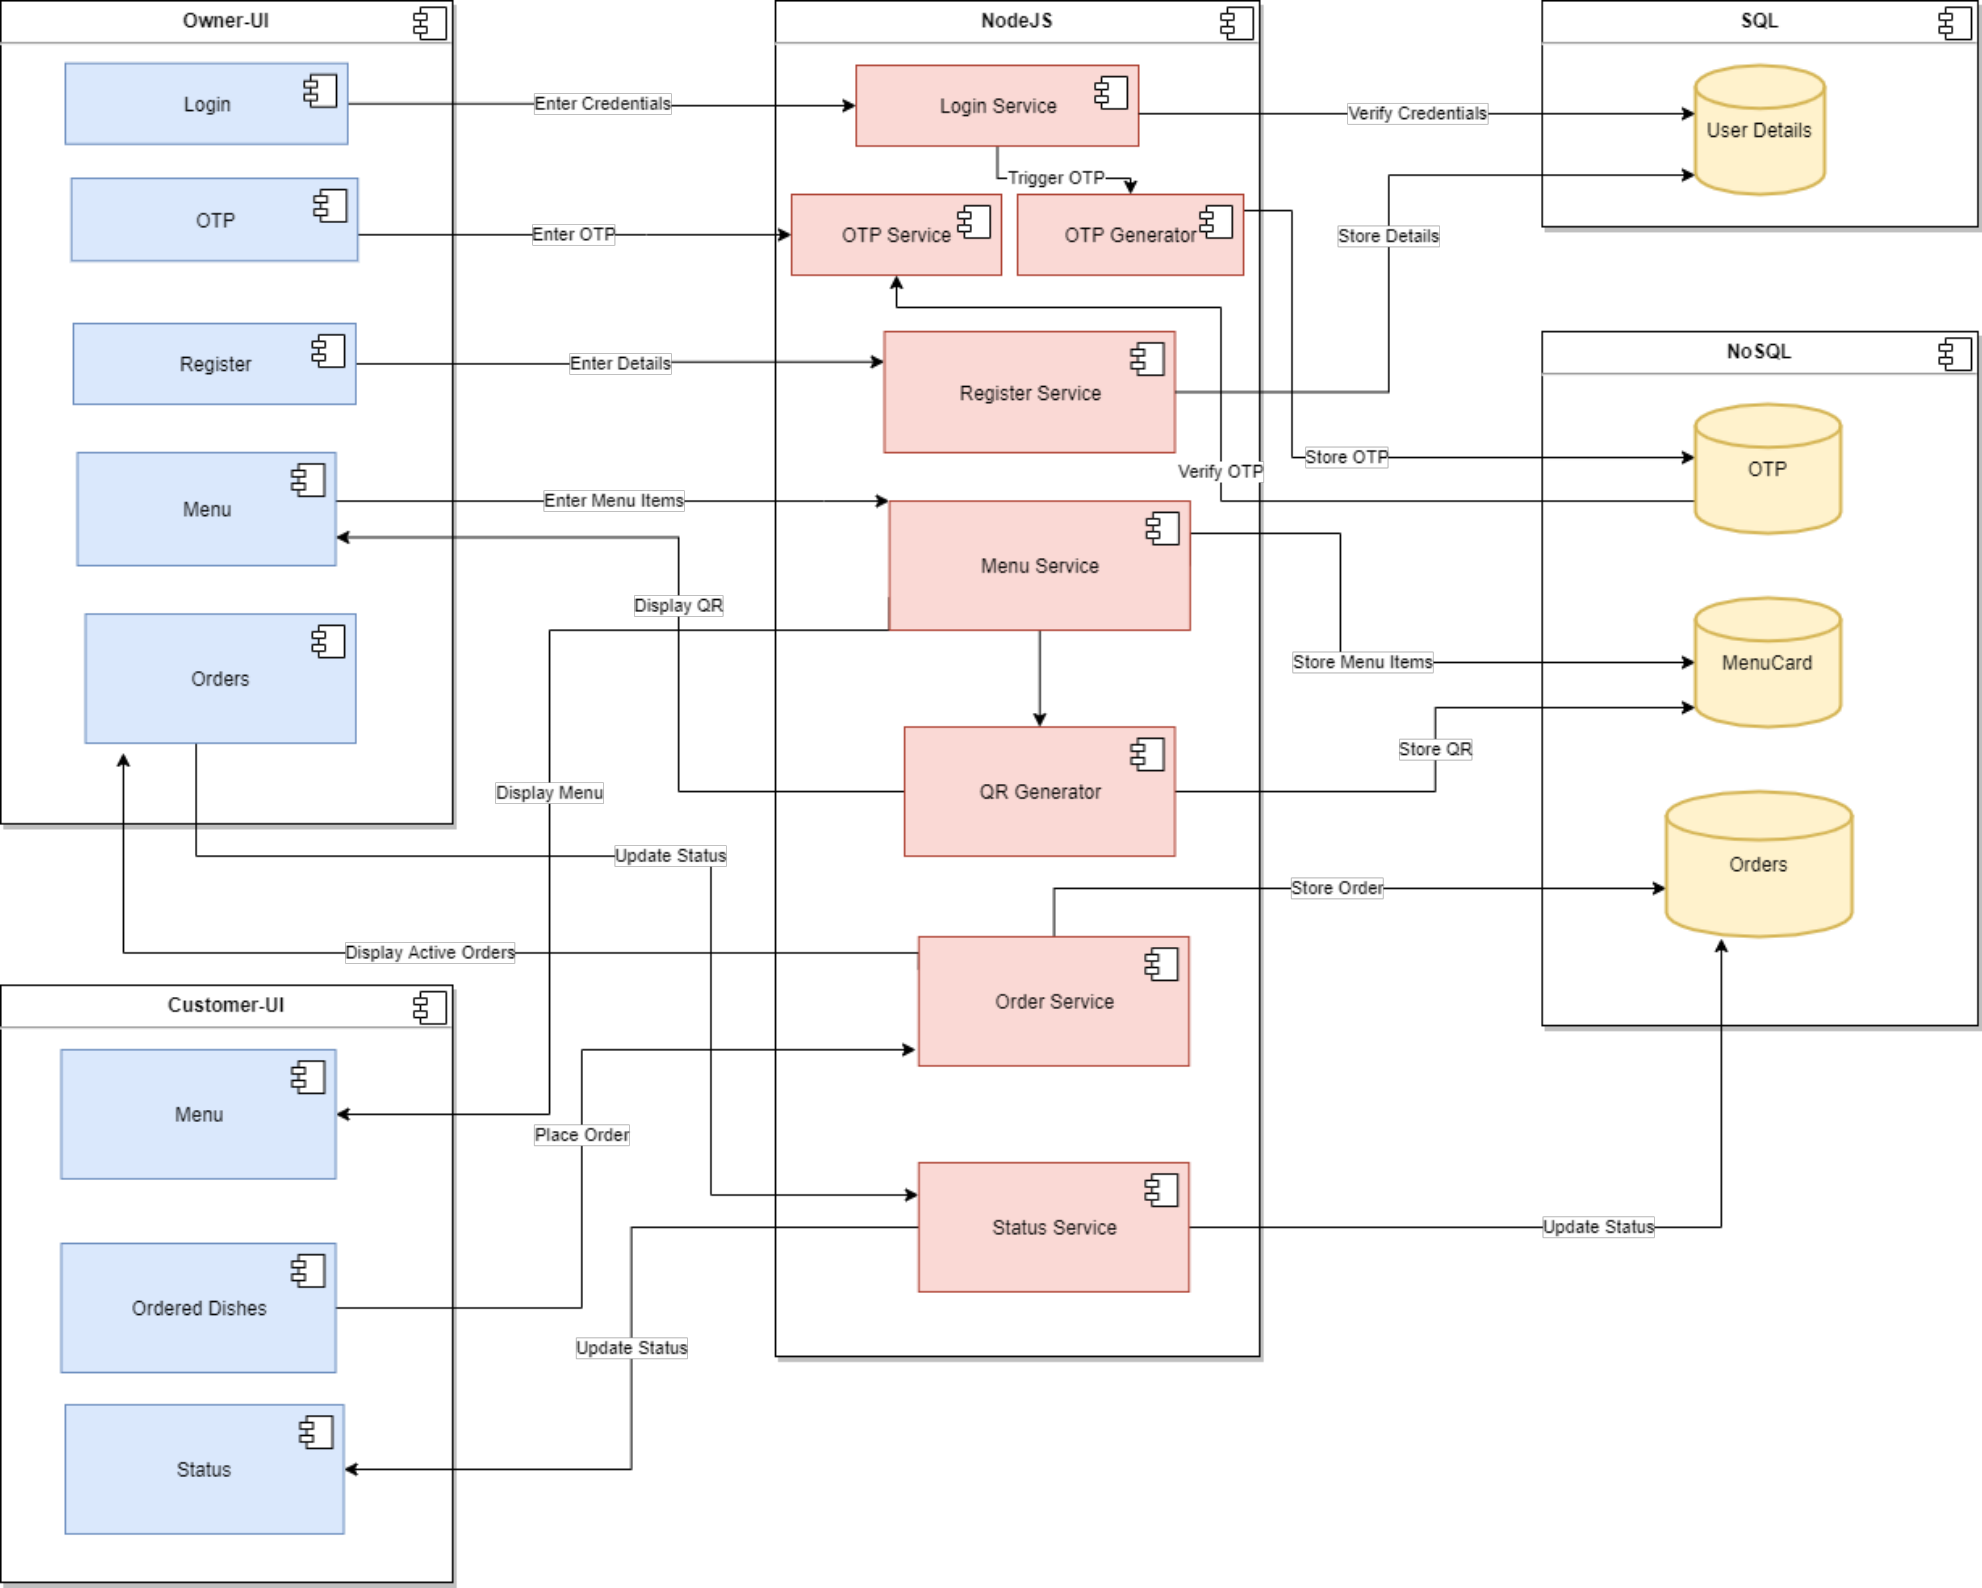 Owner-UI
Login
OTP
Register
Menu
Orders
Customer-UI
Menu
Ordered Dishes
Status
Enter Credentials
Enter OTP
Enter Details
Enter Menu Items
Display QR
Display Menu
Update Status
Display Active Orders
Place Order
Update Status
NodeJS
Login Service
Trigger OTP
OTP Service
OTP Generator
Register Service
Verify OTP
Menu Service
QR Generator
Order Service
Status Service
Verify Credentials
Store Details
Store OTP
Store Menu Items
Store QR
Store Order
Update Status
SQL
User Details
NoSQL
OTP
MenuCard
Orders